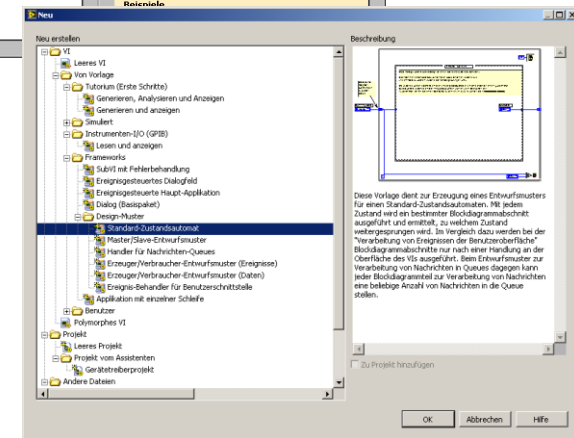 Beispiele
Neu
Neu erstellen
VI
Leeres VI
Von Vorlage
Tutorium (Erste Schritte)
Generieren, Analysieren und Anzeigen
Generieren und anzeigen
Simuliert
Instrumenten-I/O (GPIB)
Lesen und anzeigen
Frameworks
SubVI mit Fehlerbehandlung
Ereignisgesteuertes Dialogfeld
Ereignisgesteuerte Haupt-Applikation
Dialog (Basispaket)
Design-Muster
Standard-Zustandsautomat
Master/Slave-Entwurfsmuster
Handler für Nachrichten-Queues
Erzeuger/Verbraucher-Entwurfsmuster (Ereignisse)
Erzeuger/Verbraucher-Entwurfsmuster (Daten)
Ereignis-Behandler für Benutzerschnittstelle
Applikation mit einzelner Schleife
Benutzer
Polymorphes VI
Projekt
Leeres Projekt
Projekt vom Assistenten
Gerätetreiberprojekt
Andere Dateien
Beschreibung
Diese Vorlage dient zur Erzeugung eines Entwurfsmusters
für einen Standard-Zustandsautomaten. Mit jedem
Zustand wird ein bestimmter Blockdiagrammabschnitt
ausgeführt und ermittelt, zu welchem Zustand
weitergesprungen wird. Im Vergleich dazu werden bei der
"Verarbeitung von Ereignissen der Benutzeroberfläche"
Blockdiagrammabschnitte nur nach einer Handlung an der
Oberfläche des VIs ausgeführt. Beim Entwurfsmuster zur
Verarbeitung von Nachrichten in Queues dagegen kann
jeder Blockdiagrammteil zur Verarbeitung von Nachrichten
eine beliebige Anzahl von Nachrichten in die Queue
stellen.
Zu Projekt hinzufügen
OK Abbrechen Hilfe